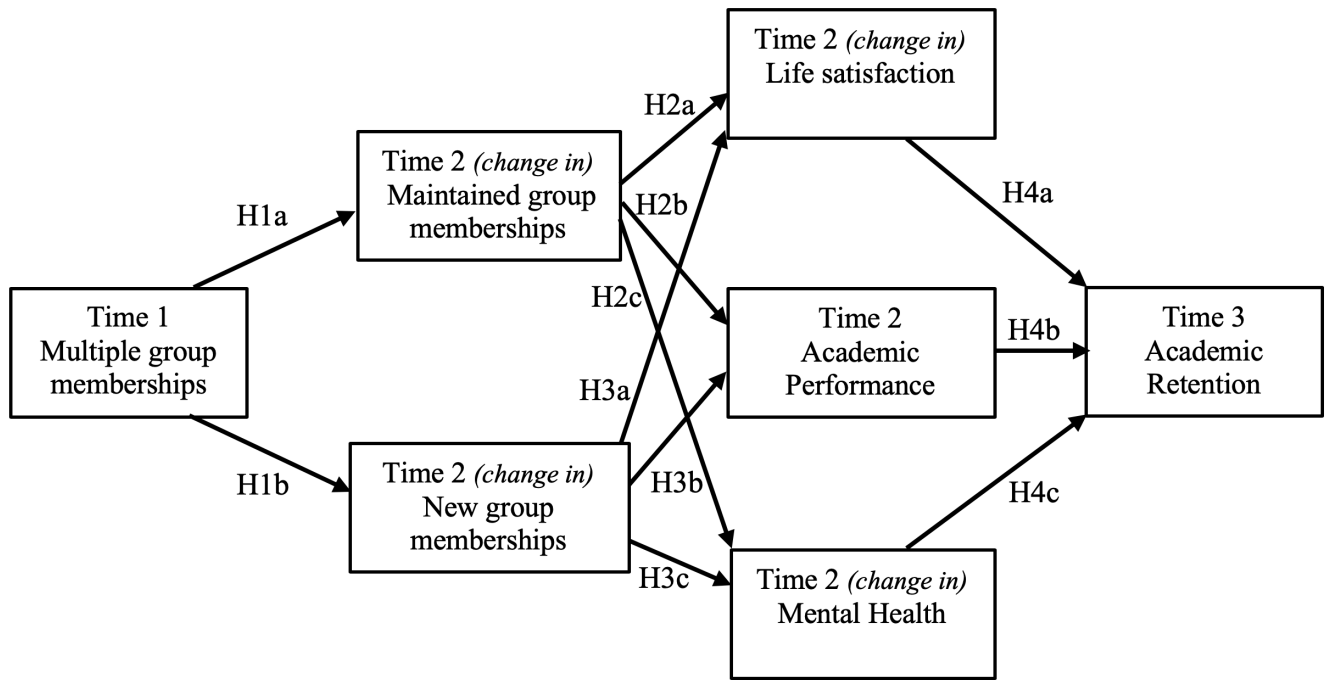 Time 2 (change in)
Life satisfaction
H2a
Time 2 (change in)
Maintained group
memberships
H4a
H1a
H2b
H2c
Time 1
Multiple group
memberships
Time 2
Academic
Performance
H4b
Time 3
Academic
Retention
H3a
H1b
Time 2 (change in)
New group
memberships
H3b
H4c
H3c
Time 2 (change in)
Mental Health